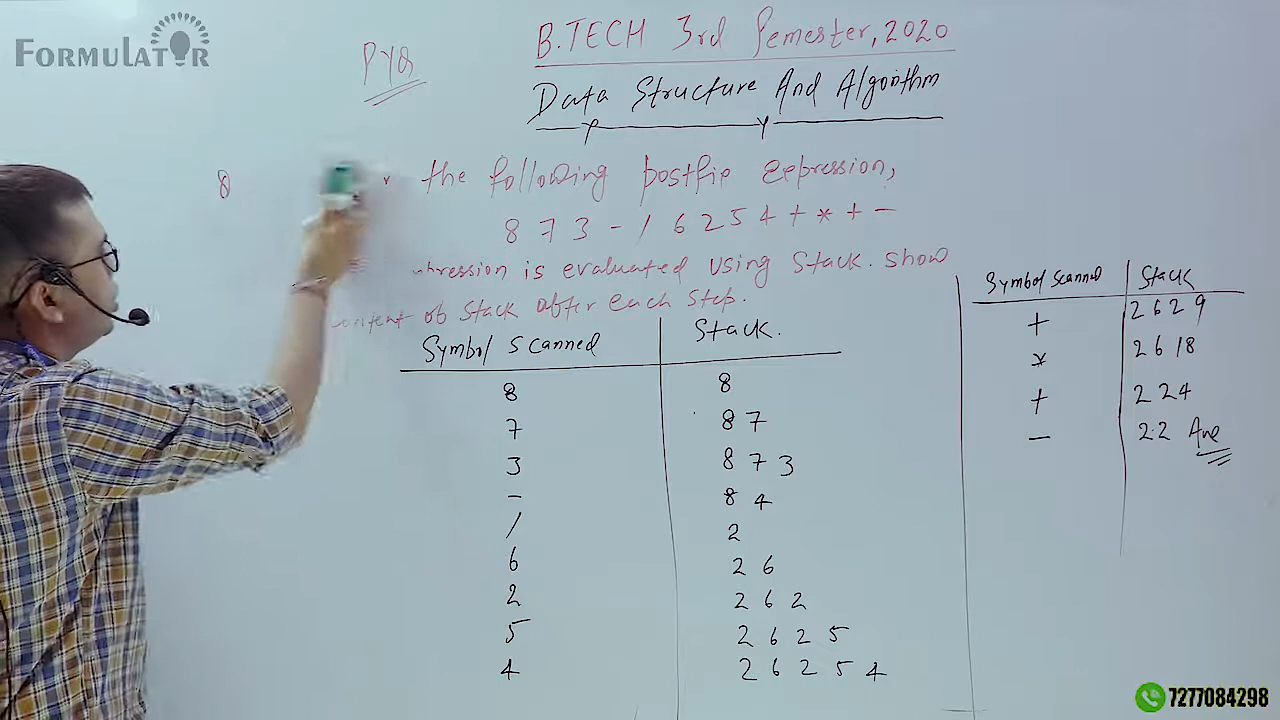 FORMULATOR
PYQ
B.TECH 3rd Semester, 2020
Data Structure And Algorithm
8 the following postfix expression,
8 7 3 - / 6 2 5 4 + * + -
expression is evaluated using Stack. Show
content of Stack after each Step.
Symbol Scanned Stack.
8 8
7 8 7
3 8 7 3
- 8 4
/ 2
6 2 6
2 2 6 2
5 2 6 2 5
4 2 6 2 5 4
Symbol Scanned Stack
+ 2 6 2 9
* 2 6 18
+ 2 24
- 2.2 Ans
7277084298